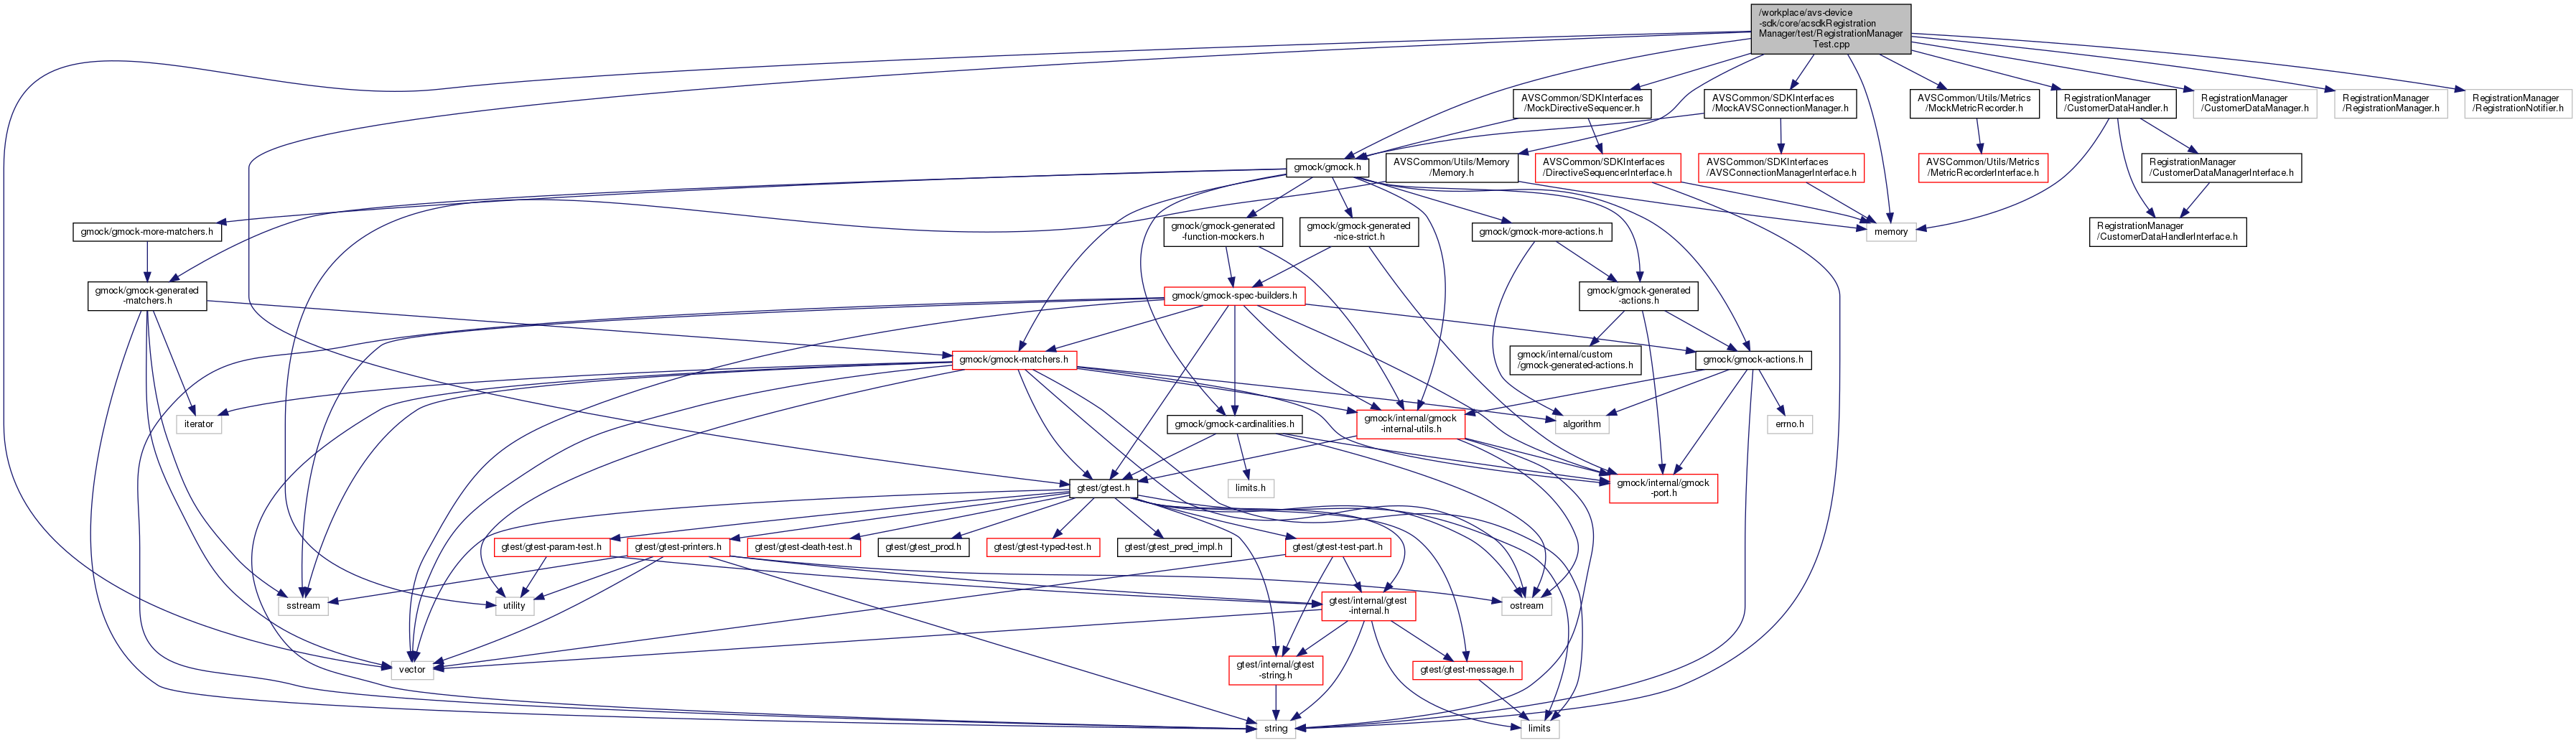 /workplace/avs-device
-sdk/core/acsdkRegistration
Manager/test/RegistrationManager
Test.cpp
AVSCommon/SDKInterfaces
/MockDirectiveSequencer.h
AVSCommon/SDKInterfaces
/MockAVSConnectionManager.h
AVSCommon/Utils/Metrics
/MockMetricRecorder.h
RegistrationManager
/CustomerDataHandler.h
RegistrationManager
/CustomerDataManager.h
RegistrationManager
/RegistrationManager.h
RegistrationManager
/RegistrationNotifier.h
gmock/gmock.h
AVSCommon/Utils/Memory
/Memory.h
AVSCommon/SDKInterfaces
/DirectiveSequencerInterface.h
AVSCommon/SDKInterfaces
/AVSConnectionManagerInterface.h
AVSCommon/Utils/Metrics
/MetricRecorderInterface.h
RegistrationManager
/CustomerDataManagerInterface.h
gmock/gmock-more-matchers.h
gmock/gmock-generated
-function-mockers.h
gmock/gmock-generated
-nice-strict.h
gmock/gmock-more-actions.h
memory
RegistrationManager
/CustomerDataHandlerInterface.h
gmock/gmock-generated
-matchers.h
gmock/gmock-spec-builders.h
gmock/gmock-generated
-actions.h
gmock/gmock-matchers.h
gmock/internal/custom
/gmock-generated-actions.h
gmock/gmock-actions.h
iterator
gmock/gmock-cardinalities.h
gmock/internal/gmock
-internal-utils.h
algorithm
errno.h
gtest/gtest.h
limits.h
gmock/internal/gmock
-port.h
gtest/gtest-param-test.h
gtest/gtest-printers.h
gtest/gtest-death-test.h
gtest/gtest_prod.h
gtest/gtest-typed-test.h
gtest/gtest_pred_impl.h
gtest/gtest-test-part.h
sstream
utility
gtest/internal/gtest
-internal.h
ostream
vector
gtest/internal/gtest
-string.h
gtest/gtest-message.h
string
limits